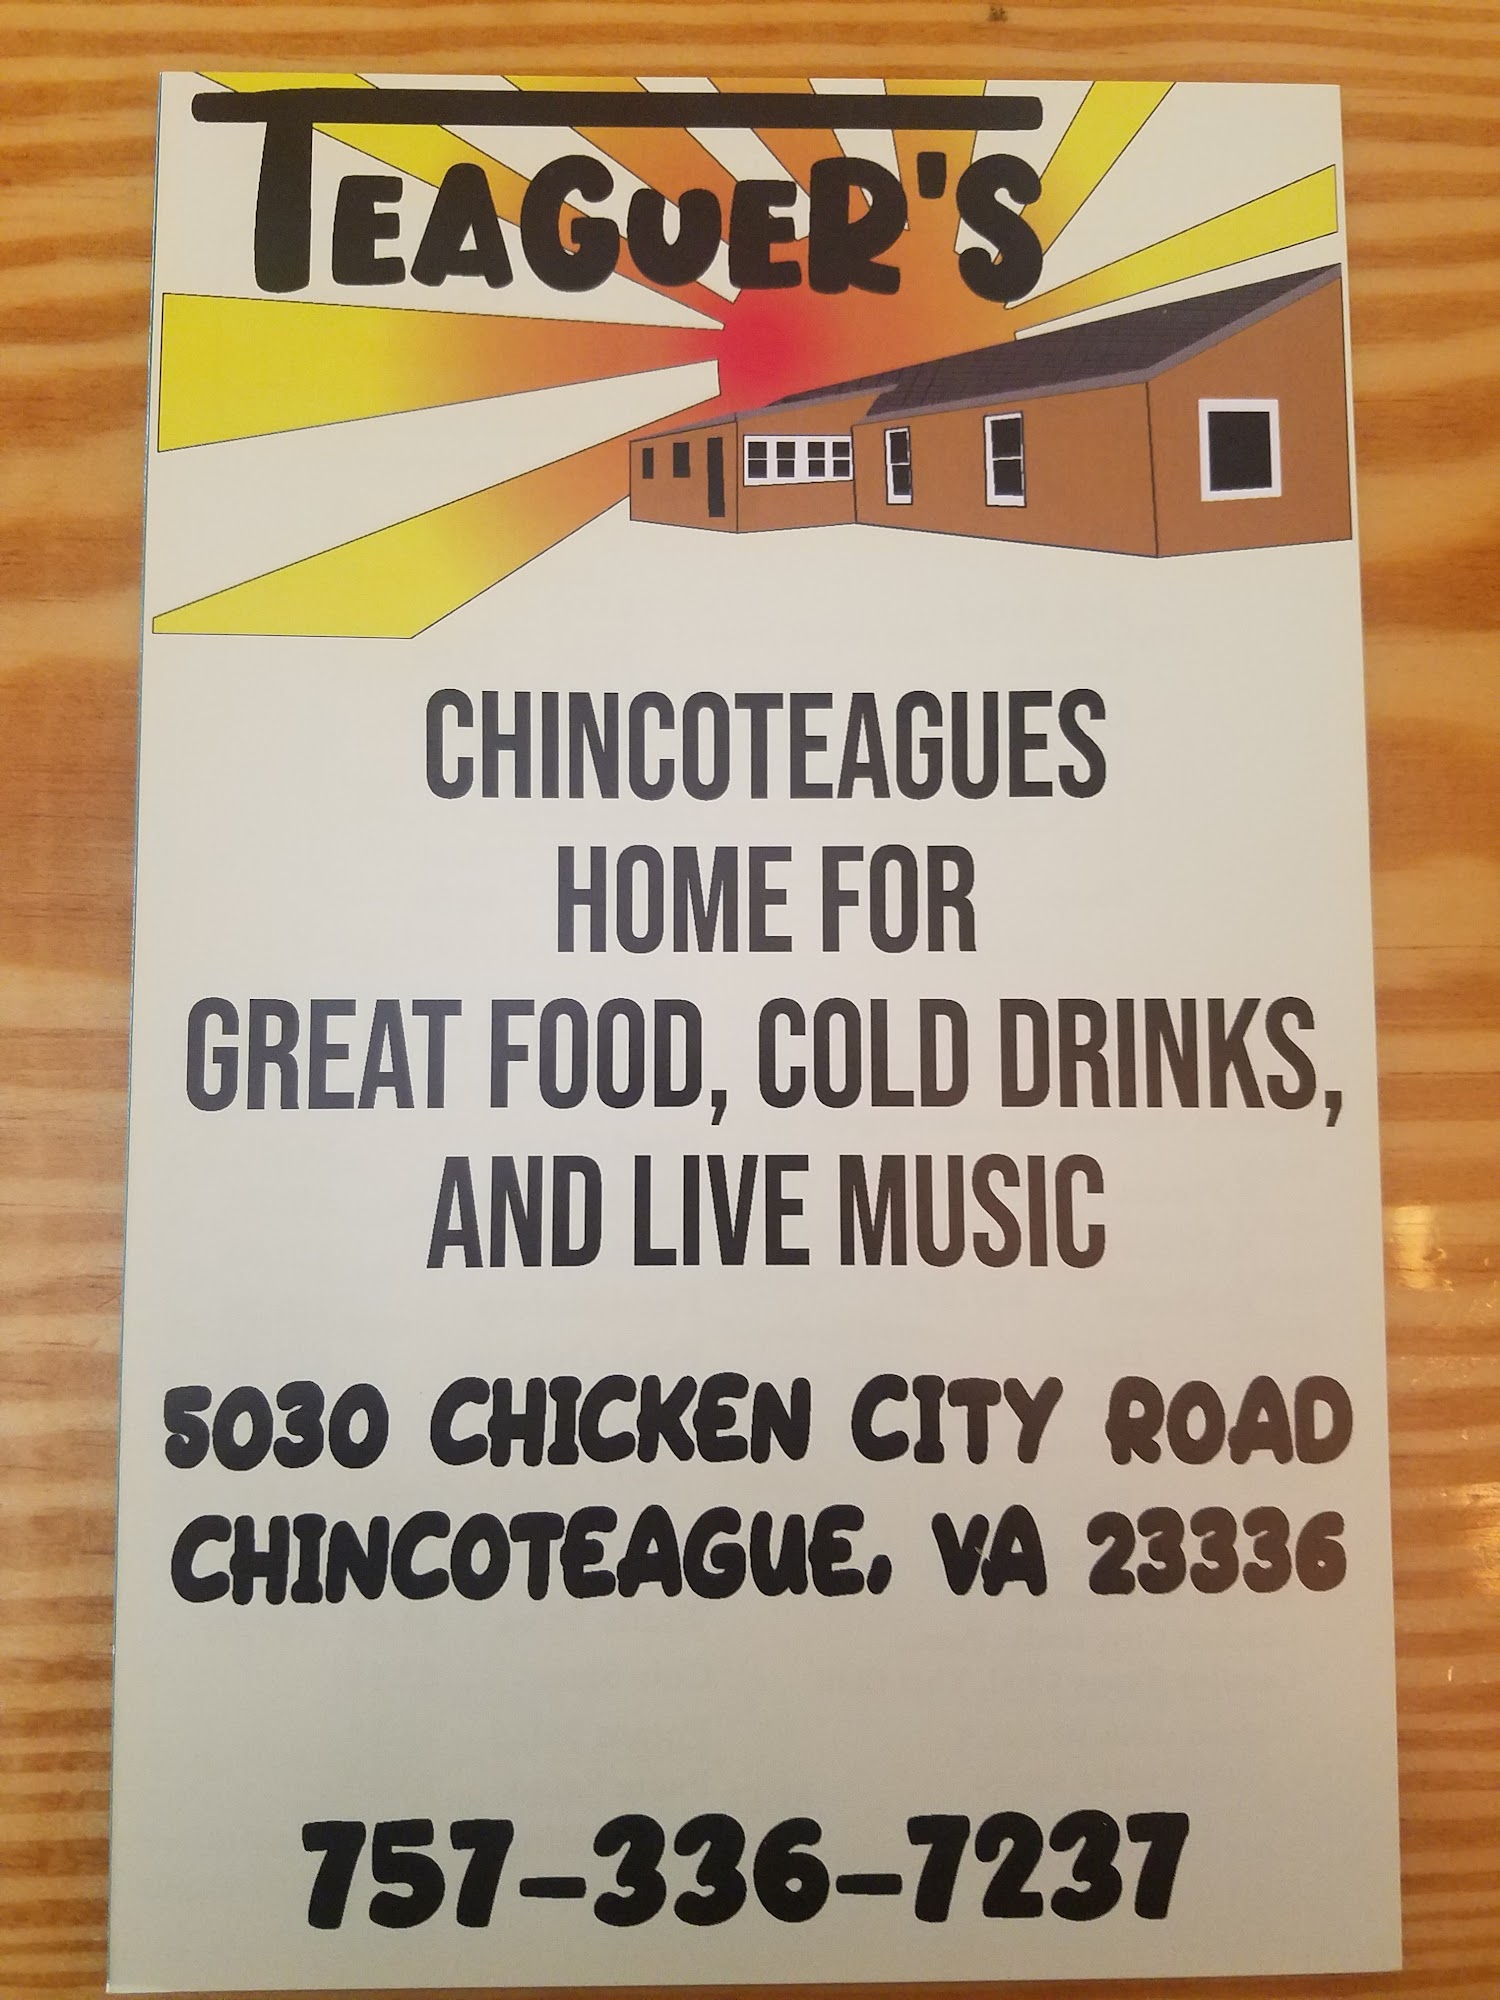 TEAGUER'S
CHINCOTEAGUES
HOME FOR
GREAT FOOD, COLD DRINKS,
AND LIVE MUSIC
5030 CHICKEN CITY ROAD
CHINCOTEAGUE, VA 23336
757-336-7237